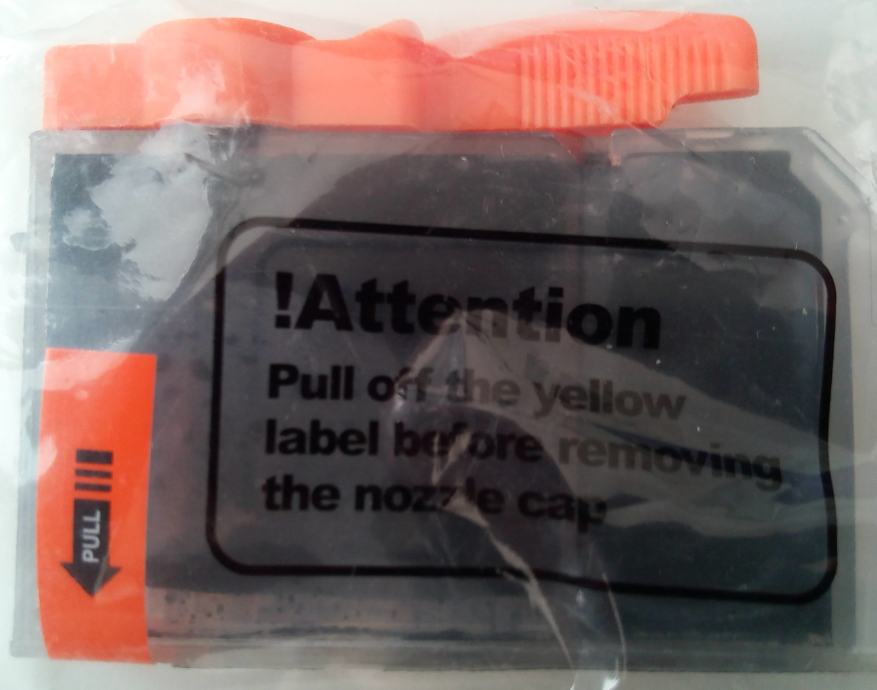 !Attention
Pull off the yellow
label before removing
the nozzle cap
PULL